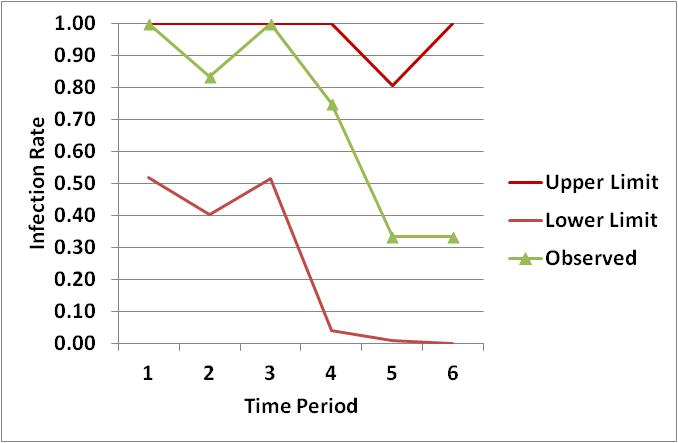 1.00
0.90
0.80
0.70
0.60
0.50
0.40
0.30
0.20
0.10
0.00
Infection Rate
1 2 3 4 5 6
Time Period
Upper Limit
Lower Limit
Observed